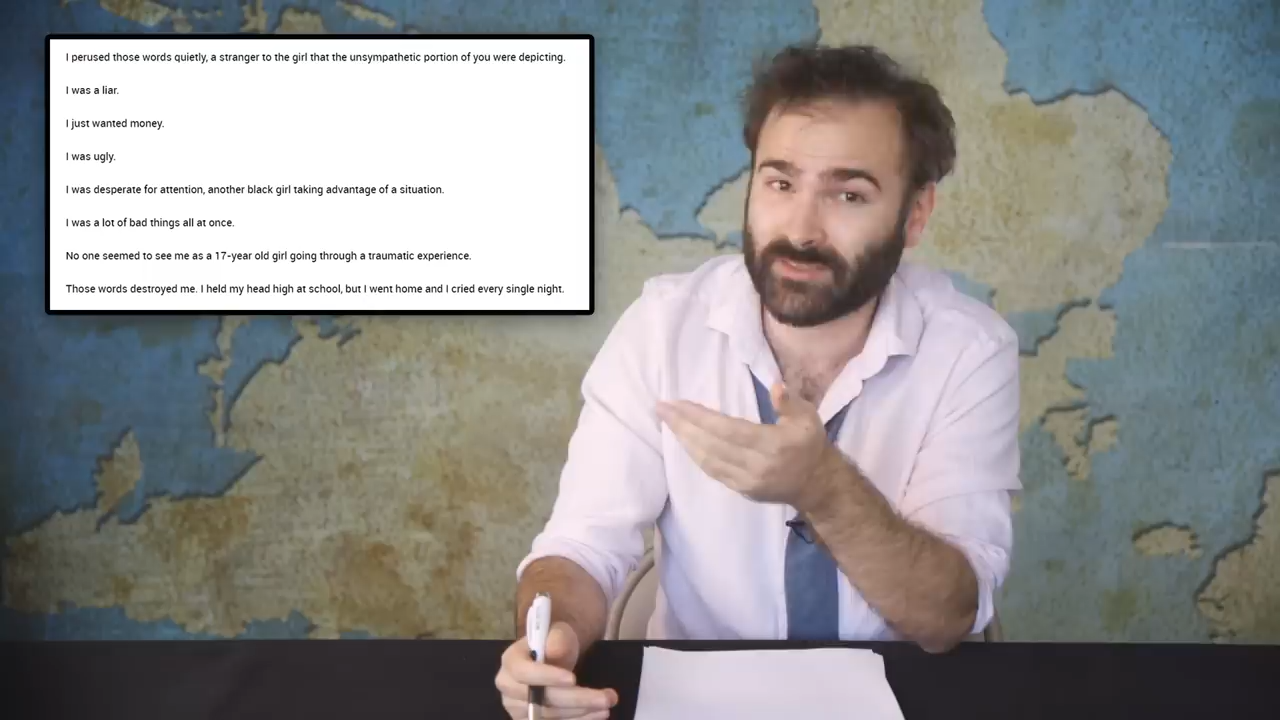 I perused those words quietly, a stranger to the girl that the unsympathetic portion of you were depicting.
I was a liar.
I just wanted money.
I was ugly.
I was desperate for attention, another black girl taking advantage of a situation.
I was a lot of bad things all at once.
No one seemed to see me as a 17-year old girl going through a traumatic experience.
Those words destroyed me. I held my head high at school, but I went home and I cried every single night.